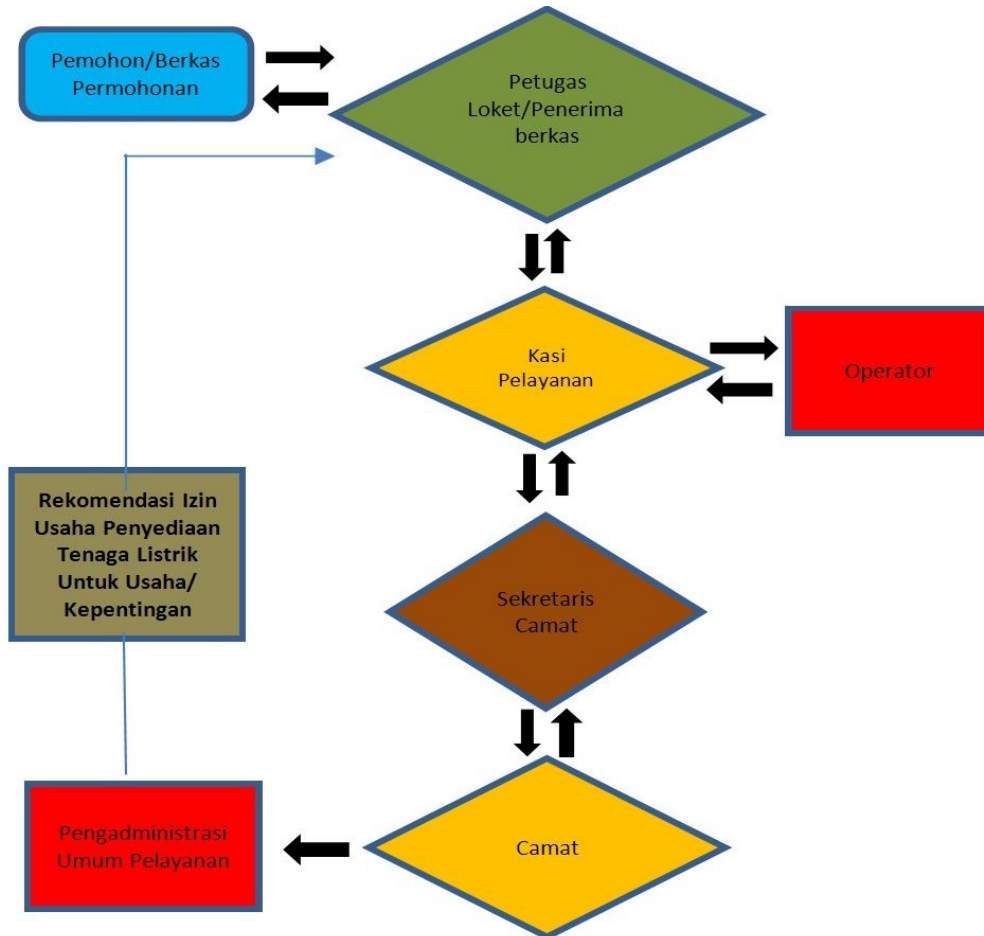 Pemohon/Berkas
Permohonan
Petugas
Loket/Penerima
berkas
Kasi
Pelayanan
Operator
Rekomendasi Izin
Usaha Penyediaan
Tenaga Listrik
Untuk Usaha/
Kepentingan
Sekretaris
Camat
Pengadministrasi
Umum Pelayanan
Camat